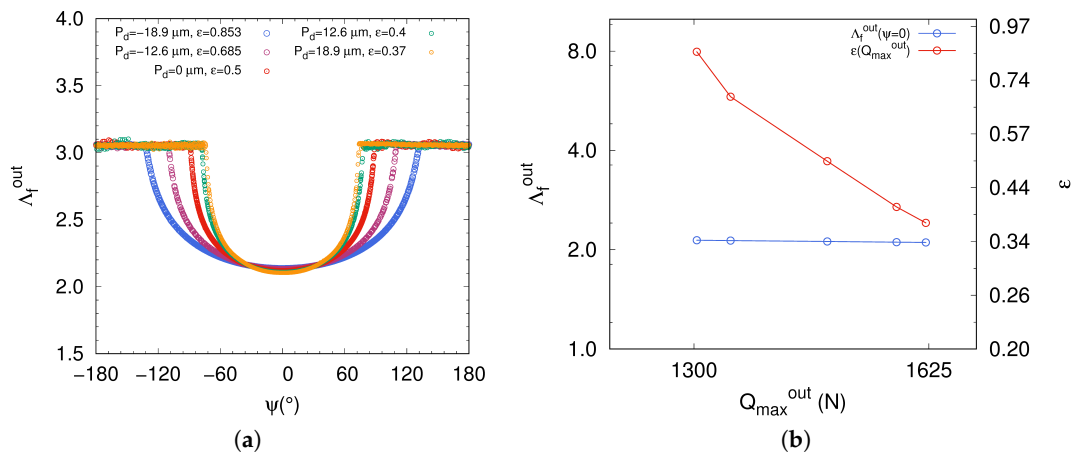 4.0
3.5
3.0
2.5
2.0
1.5
Λ_f^out
P_d=−18.9 μm, ε=0.853
P_d=−12.6 μm, ε=0.685
P_d=0 μm, ε=0.5
P_d=12.6 μm, ε=0.4
P_d=18.9 μm, ε=0.37
−180 −120 −60 0 60 120 180
ψ(°)
(a)
8.0
4.0
2.0
1.0
Λ_f^out
Λ_f^out(ψ=0)
ε(Q_max^out)
0.97
0.74
0.57
0.44
0.34
0.26
0.20
ε
1300 1625
Q_max^out (N)
(b)